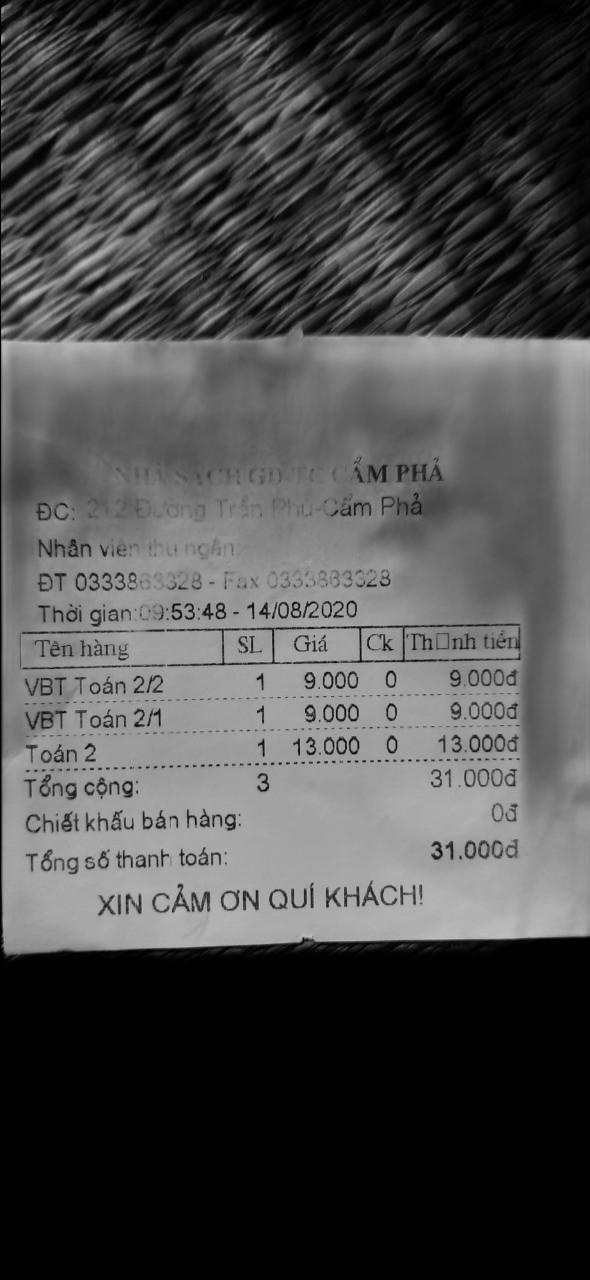 NHÀ SÁCH GD-TC CẨM PHẢ
ĐC: 212 Đường Trần Phú-Cẩm Phả
Nhân viên thu ngân:
ĐT 0333863328 - Fax 0333863328
Thời gian:09:53:48 - 14/08/2020
Tên hàng SL Giá Ck Th□nh tiền
VBT Toán 2/2 1 9.000 0 9.000đ
VBT Toán 2/1 1 9.000 0 9.000đ
Toán 2 1 13.000 0 13.000đ
Tổng cộng: 3 31.000đ
Chiết khấu bán hàng: 0đ
Tổng số thanh toán: 31.000đ
XIN CẢM ƠN QUÍ KHÁCH!